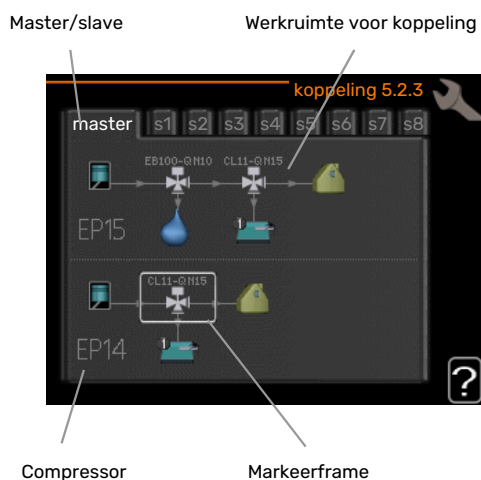 Master/slave
Werkruimte voor koppeling
koppeling 5.2.3
master s1 s2 s3 s4 s5 s6 s7 s8
EB100-QN10 CL11-QN15
1
EP15
CL11-QN15
1
EP14
?
Compressor
Markeerframe